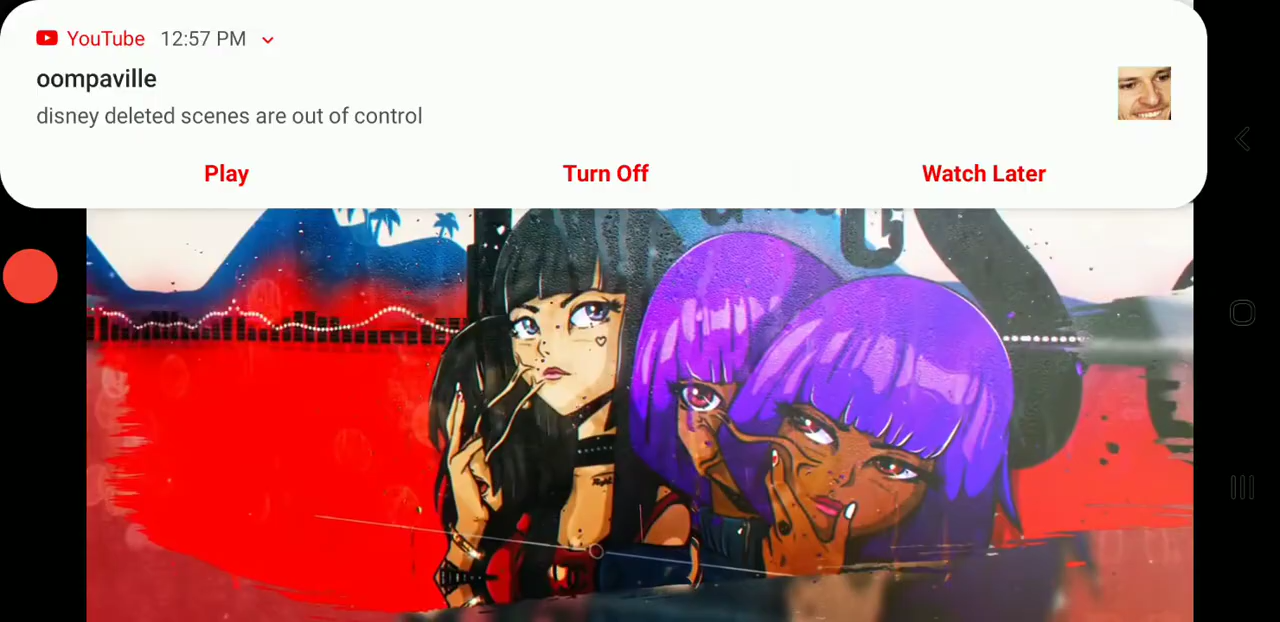 YouTube 12:57 PM
oompaville
disney deleted scenes are out of control
Play Turn Off Watch Later